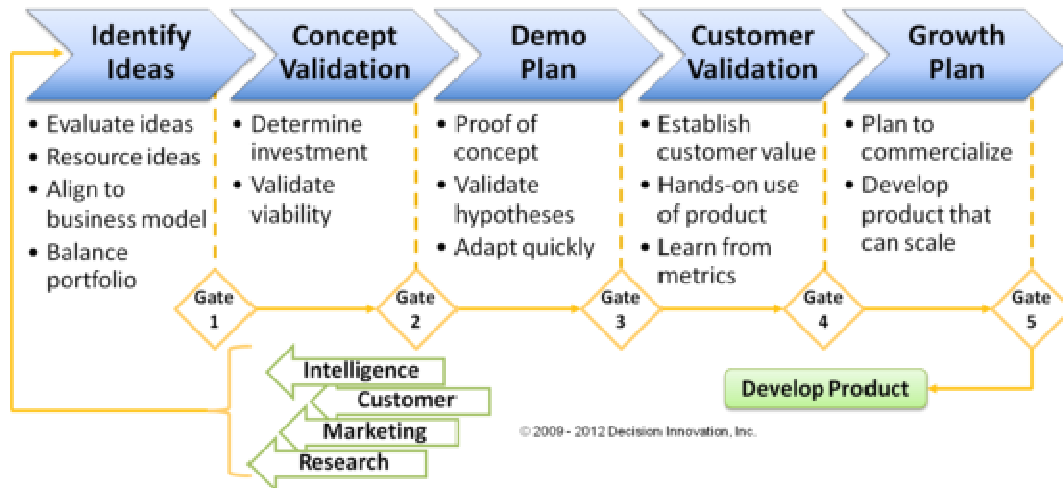 Identify
Ideas
Concept
Validation
Demo
Plan
Customer
Validation
Growth
Plan
• Evaluate ideas
• Resource ideas
• Align to
business model
• Balance
portfolio
• Determine
investment
• Validate
viability
• Proof of
concept
• Validate
hypotheses
• Adapt quickly
• Establish
customer value
• Hands-on use
of product
• Learn from
metrics
• Plan to
commercialize
• Develop
product that
can scale
Gate
1
Gate
2
Gate
3
Gate
4
Gate
5
Intelligence
Customer
Marketing
Research
Develop Product
© 2009 - 2012 Decision Innovation, Inc.